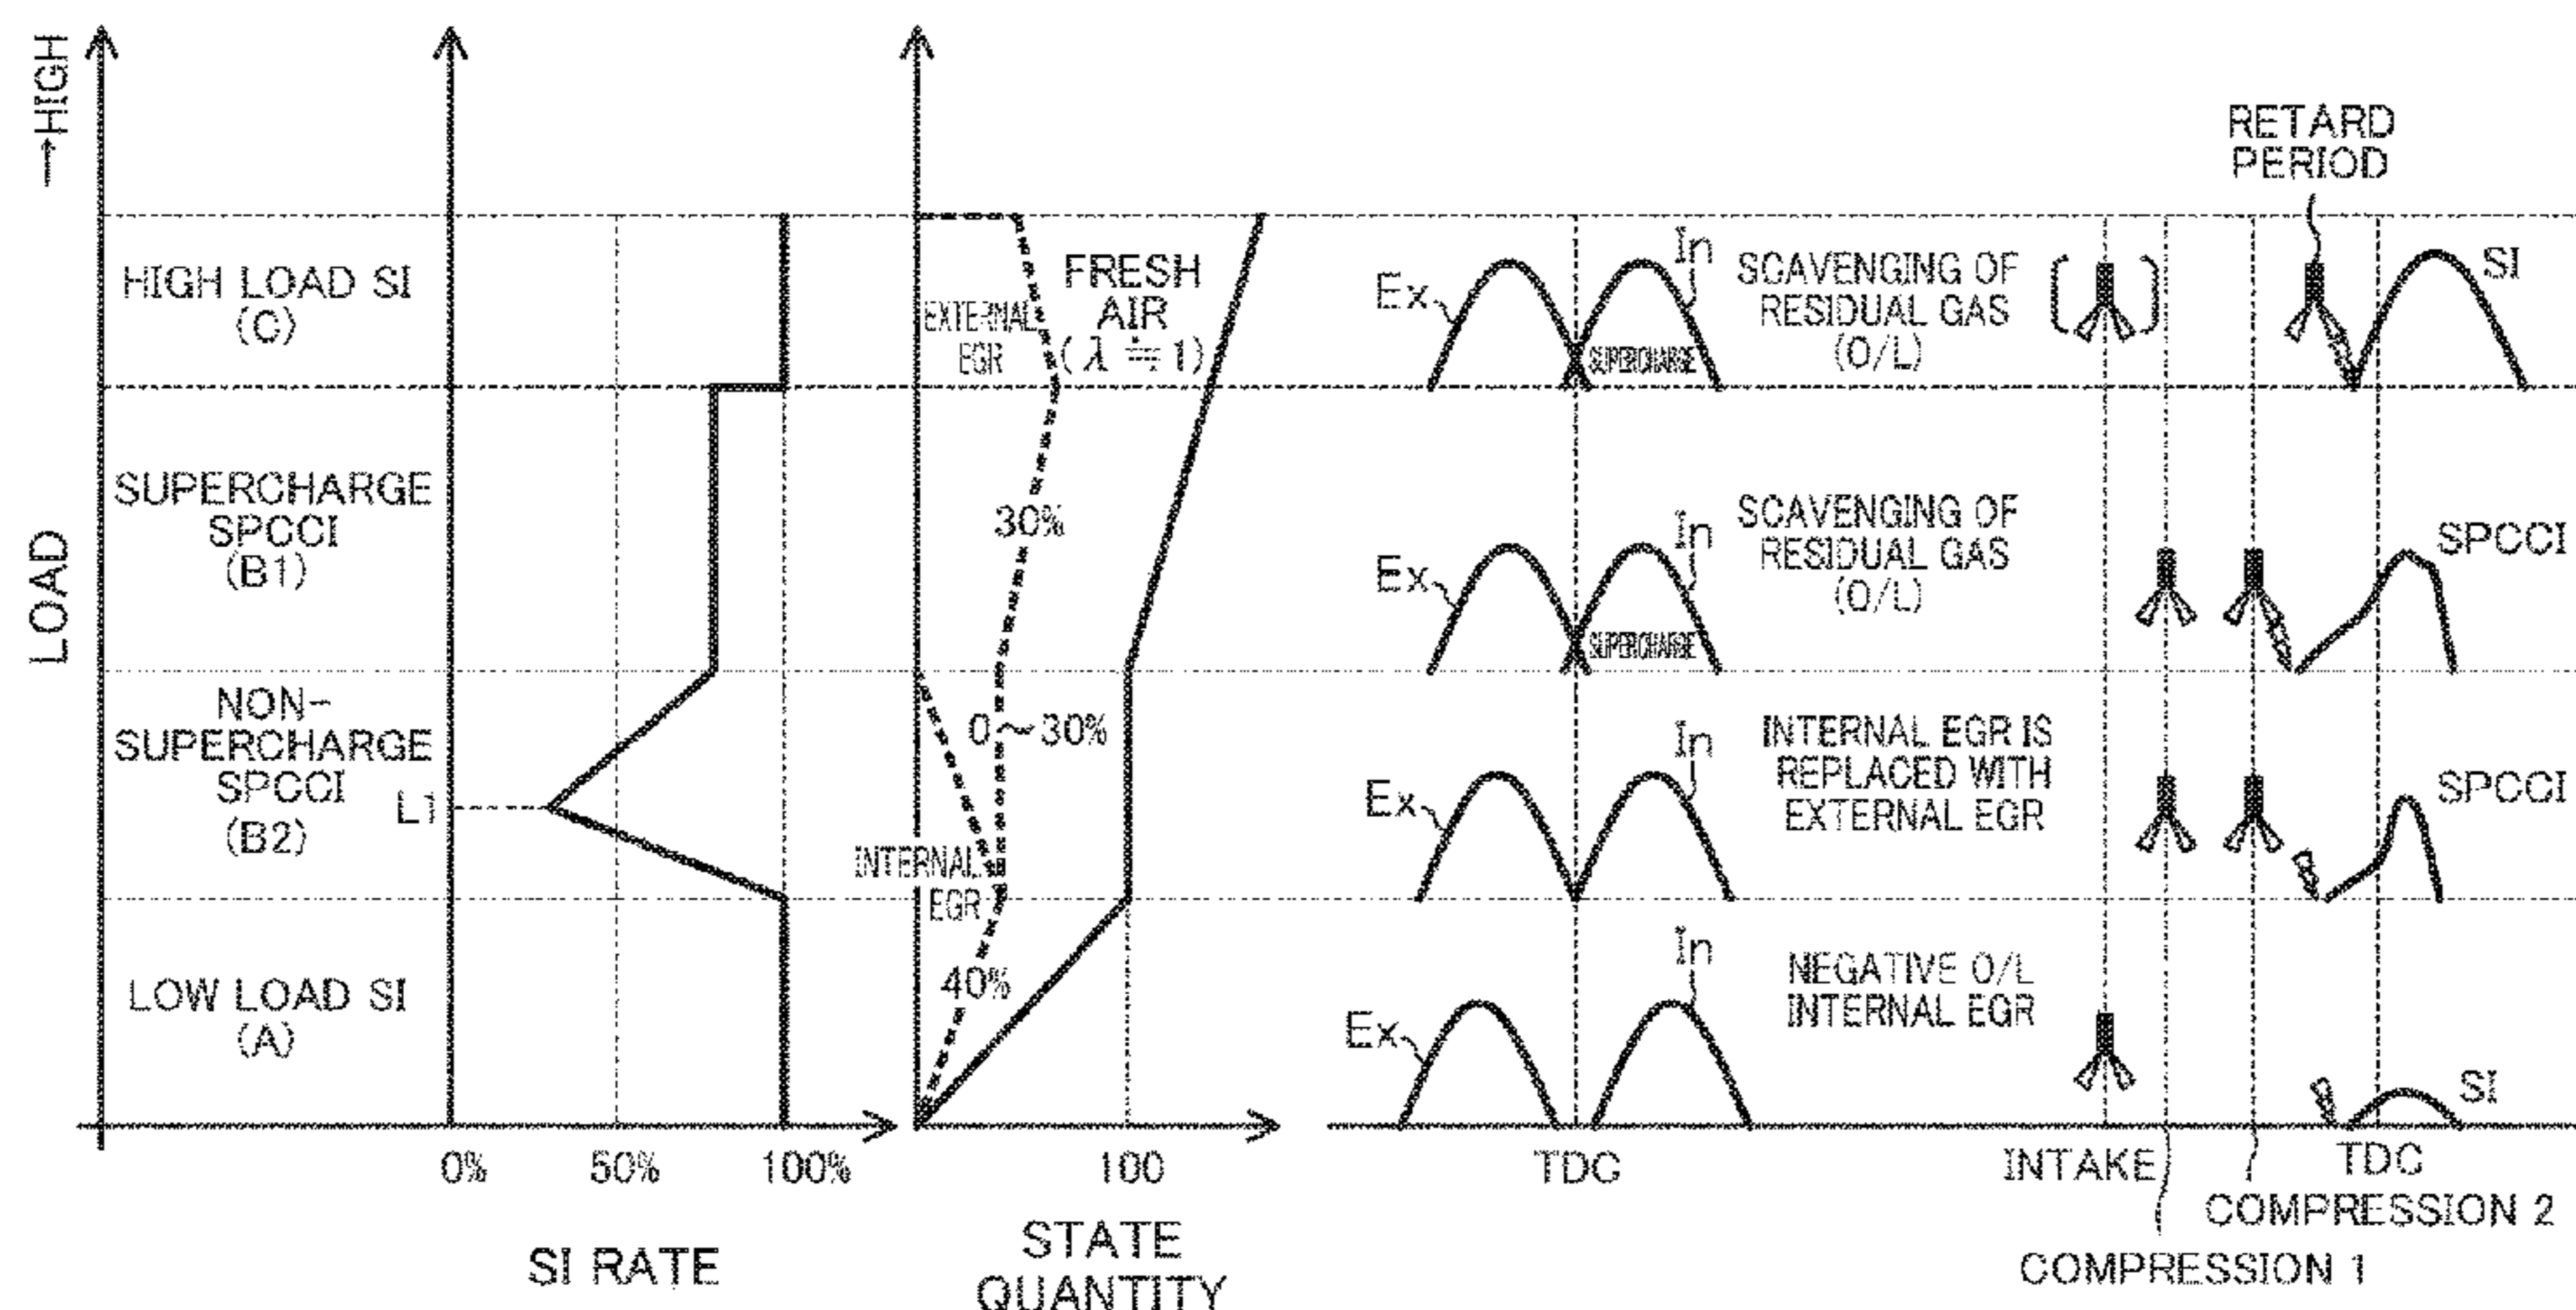 →HIGH
LOAD
HIGH LOAD SI
(C)
SUPERCHARGE
SPCCI
(B1)
NON-
SUPERCHARGE
SPCCI
(B2)
L1
LOW LOAD SI
(A)
0%
50%
100%
SI RATE
EXTERNAL
EGR
FRESH
AIR
(λ≒1)
30%
0~30%
INTERNAL
EGR
40%
100
STATE
QUANTITY
Ex
In
SUPERCHARGE
SCAVENGING OF
RESIDUAL GAS
(O/L)
Ex
In
SUPERCHARGE
SCAVENGING OF
RESIDUAL GAS
(O/L)
Ex
In
INTERNAL EGR IS
REPLACED WITH
EXTERNAL EGR
Ex
In
NEGATIVE O/L
INTERNAL EGR
TDC
RETARD
PERIOD
SI
SPCCI
SPCCI
SI
INTAKE
TDC
COMPRESSION 2
COMPRESSION 1